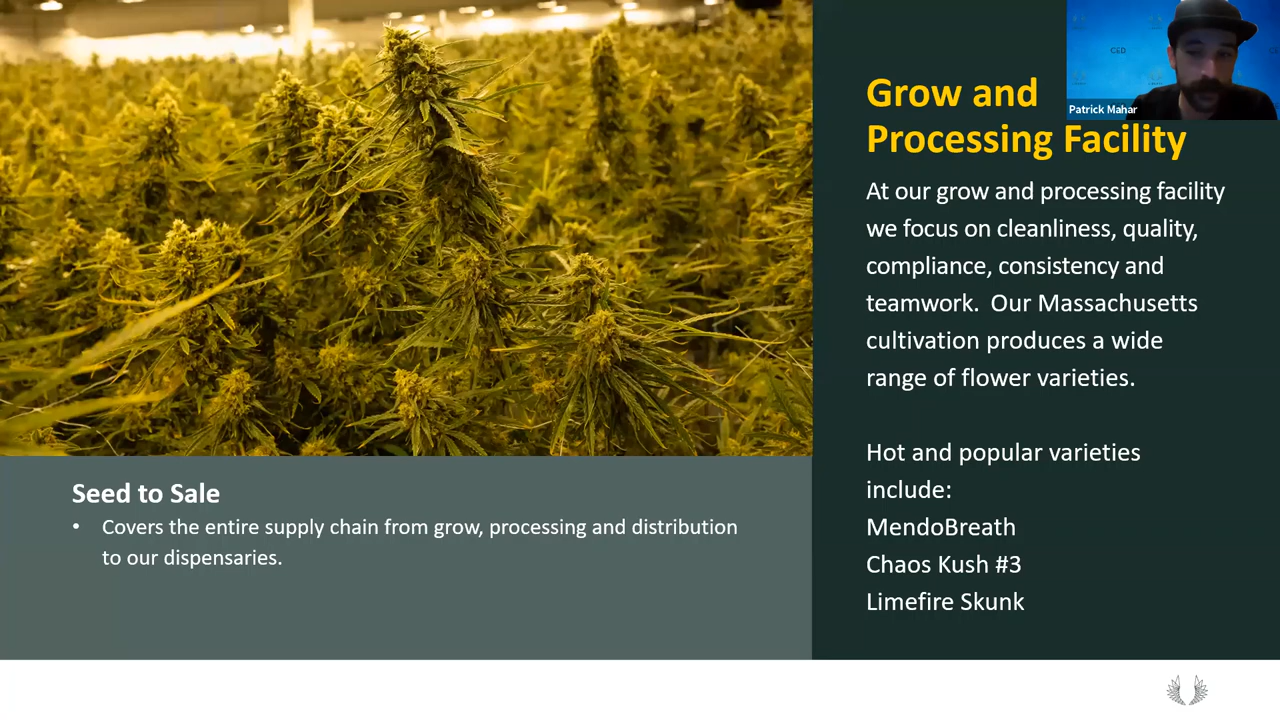 Grow and
Processing Facility
CED
Patrick Mahar
At our grow and processing facility
we focus on cleanliness, quality,
compliance, consistency and
teamwork.  Our Massachusetts
cultivation produces a wide
range of flower varieties.
Hot and popular varieties
include:
MendoBreath
Chaos Kush #3
Limefire Skunk
Seed to Sale
• Covers the entire supply chain from grow, processing and distribution
to our dispensaries.